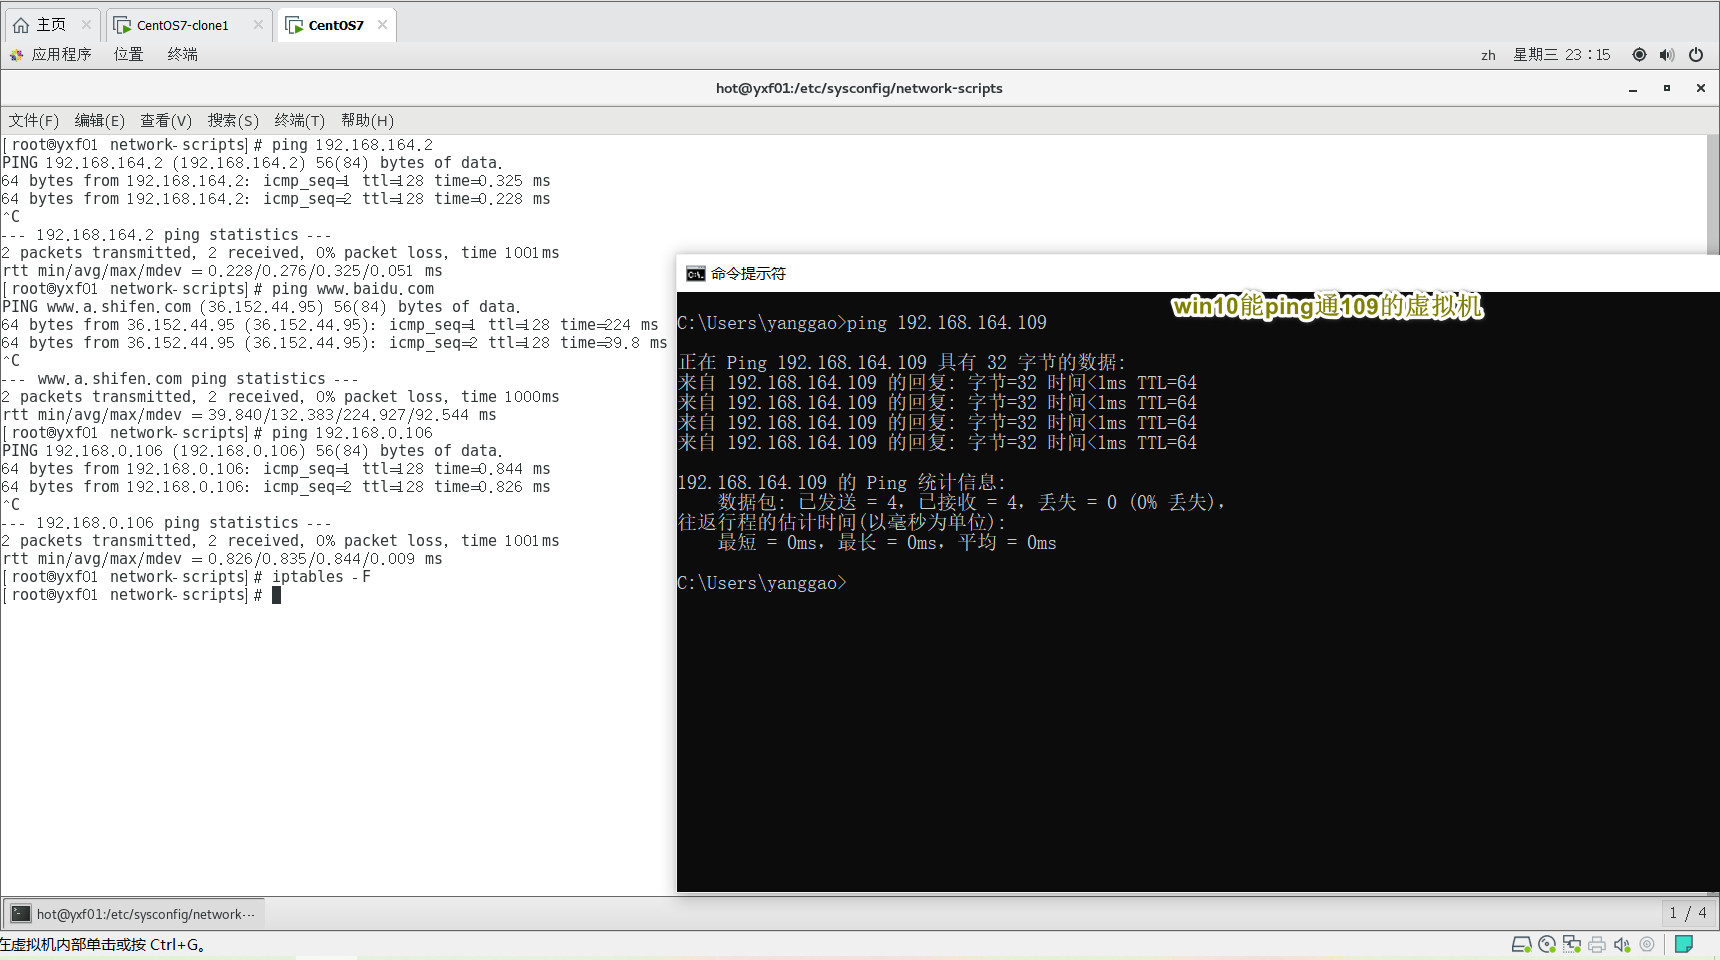 主页
CentOS7-clone1
CentOS7
应用程序 位置 终端
zh 星期三 23：15
hot@yxf01:/etc/sysconfig/network-scripts
文件(F) 编辑(E) 查看(V) 搜索(S) 终端(T) 帮助(H)
[root@yxf01 network-scripts]# ping 192.168.164.2
PING 192.168.164.2 (192.168.164.2) 56(84) bytes of data.
64 bytes from 192.168.164.2: icmp_seq=1 ttl=128 time=0.325 ms
64 bytes from 192.168.164.2: icmp_seq=2 ttl=128 time=0.228 ms
^C
--- 192.168.164.2 ping statistics ---
2 packets transmitted, 2 received, 0% packet loss, time 1001ms
rtt min/avg/max/mdev = 0.228/0.276/0.325/0.051 ms
[root@yxf01 network-scripts]# ping www.baidu.com
PING www.a.shifen.com (36.152.44.95) 56(84) bytes of data.
64 bytes from 36.152.44.95 (36.152.44.95): icmp_seq=1 ttl=128 time=224 ms
64 bytes from 36.152.44.95 (36.152.44.95): icmp_seq=2 ttl=128 time=39.8 ms
^C
--- www.a.shifen.com ping statistics ---
2 packets transmitted, 2 received, 0% packet loss, time 1000ms
rtt min/avg/max/mdev = 39.840/132.383/224.927/92.544 ms
[root@yxf01 network-scripts]# ping 192.168.0.106
PING 192.168.0.106 (192.168.0.106) 56(84) bytes of data.
64 bytes from 192.168.0.106: icmp_seq=1 ttl=128 time=0.844 ms
64 bytes from 192.168.0.106: icmp_seq=2 ttl=128 time=0.826 ms
^C
--- 192.168.0.106 ping statistics ---
2 packets transmitted, 2 received, 0% packet loss, time 1001ms
rtt min/avg/max/mdev = 0.826/0.835/0.844/0.009 ms
[root@yxf01 network-scripts]# iptables -F
[root@yxf01 network-scripts]#
命令提示符
win10能ping通109的虚拟机
C:\Users\yanggao>ping 192.168.164.109
正在 Ping 192.168.164.109 具有 32 字节的数据:
来自 192.168.164.109 的回复: 字节=32 时间<1ms TTL=64
来自 192.168.164.109 的回复: 字节=32 时间<1ms TTL=64
来自 192.168.164.109 的回复: 字节=32 时间<1ms TTL=64
来自 192.168.164.109 的回复: 字节=32 时间<1ms TTL=64
192.168.164.109 的 Ping 统计信息:
数据包: 已发送 = 4，已接收 = 4，丢失 = 0 (0% 丢失)，
往返行程的估计时间(以毫秒为单位):
最短 = 0ms，最长 = 0ms，平均 = 0ms
C:\Users\yanggao>
hot@yxf01:/etc/sysconfig/network-···
1 / 4
在虚拟机内部单击或按 Ctrl+G。